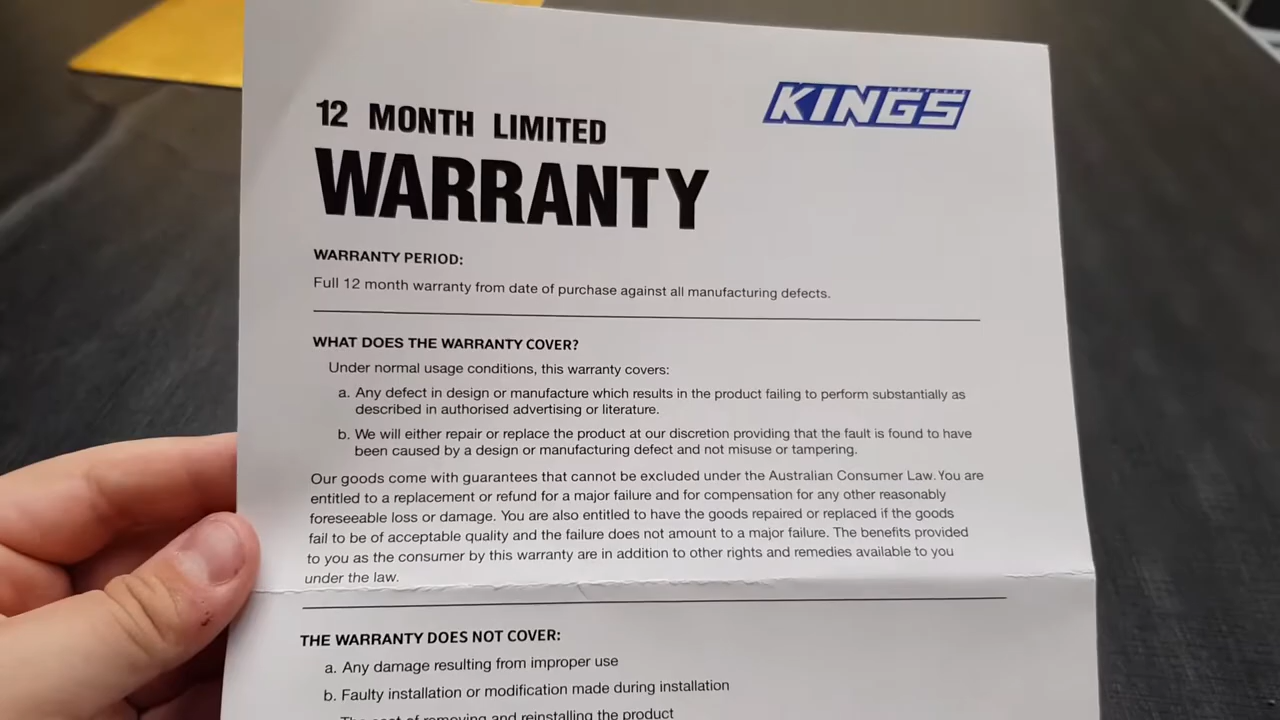 KINGS
12 MONTH LIMITED
WARRANTY
WARRANTY PERIOD:
Full 12 month warranty from date of purchase against all manufacturing defects.
WHAT DOES THE WARRANTY COVER?
Under normal usage conditions, this warranty covers:
a. Any defect in design or manufacture which results in the product failing to perform substantially as
described in authorised advertising or literature.
b. We will either repair or replace the product at our discretion providing that the fault is found to have
been caused by a design or manufacturing defect and not misuse or tampering.
Our goods come with guarantees that cannot be excluded under the Australian Consumer Law. You are
entitled to a replacement or refund for a major failure and for compensation for any other reasonably
foreseeable loss or damage. You are also entitled to have the goods repaired or replaced if the goods
fail to be of acceptable quality and the failure does not amount to a major failure. The benefits provided
to you as the consumer by this warranty are in addition to other rights and remedies available to you
under the law.
THE WARRANTY DOES NOT COVER:
a. Any damage resulting from improper use
b. Faulty installation or modification made during installation
The cost of removing and reinstalling the product